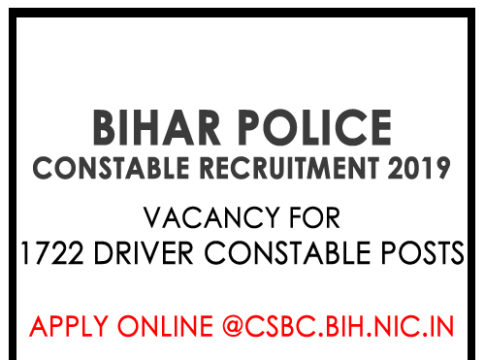 BIHAR POLICE
CONSTABLE RECRUITMENT 2019
VACANCY FOR
1722 DRIVER CONSTABLE POSTS
APPLY ONLINE @CSBC.BIH.NIC.IN